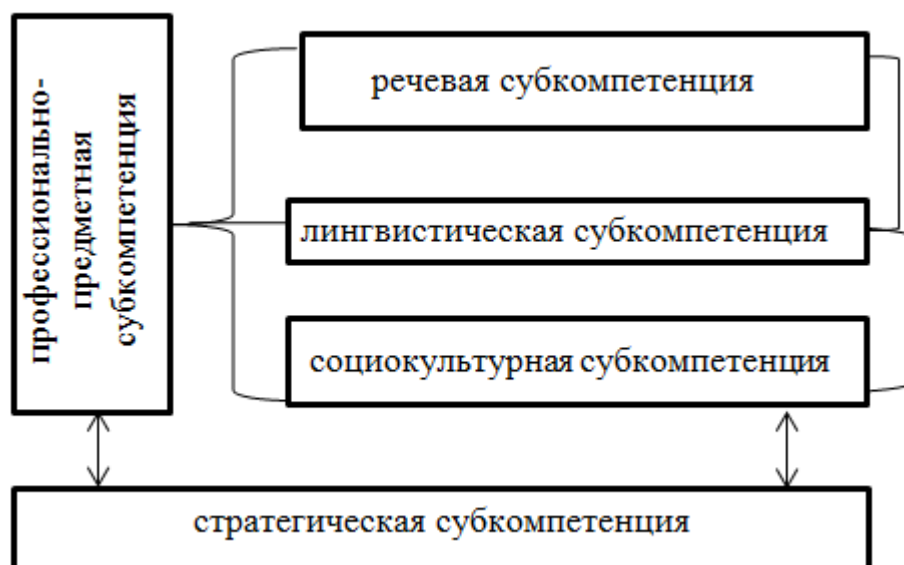 профессионально-
предметная
субкомпетенция
речевая субкомпетенция
лингвистическая субкомпетенция
социокультурная субкомпетенция
стратегическая субкомпетенция